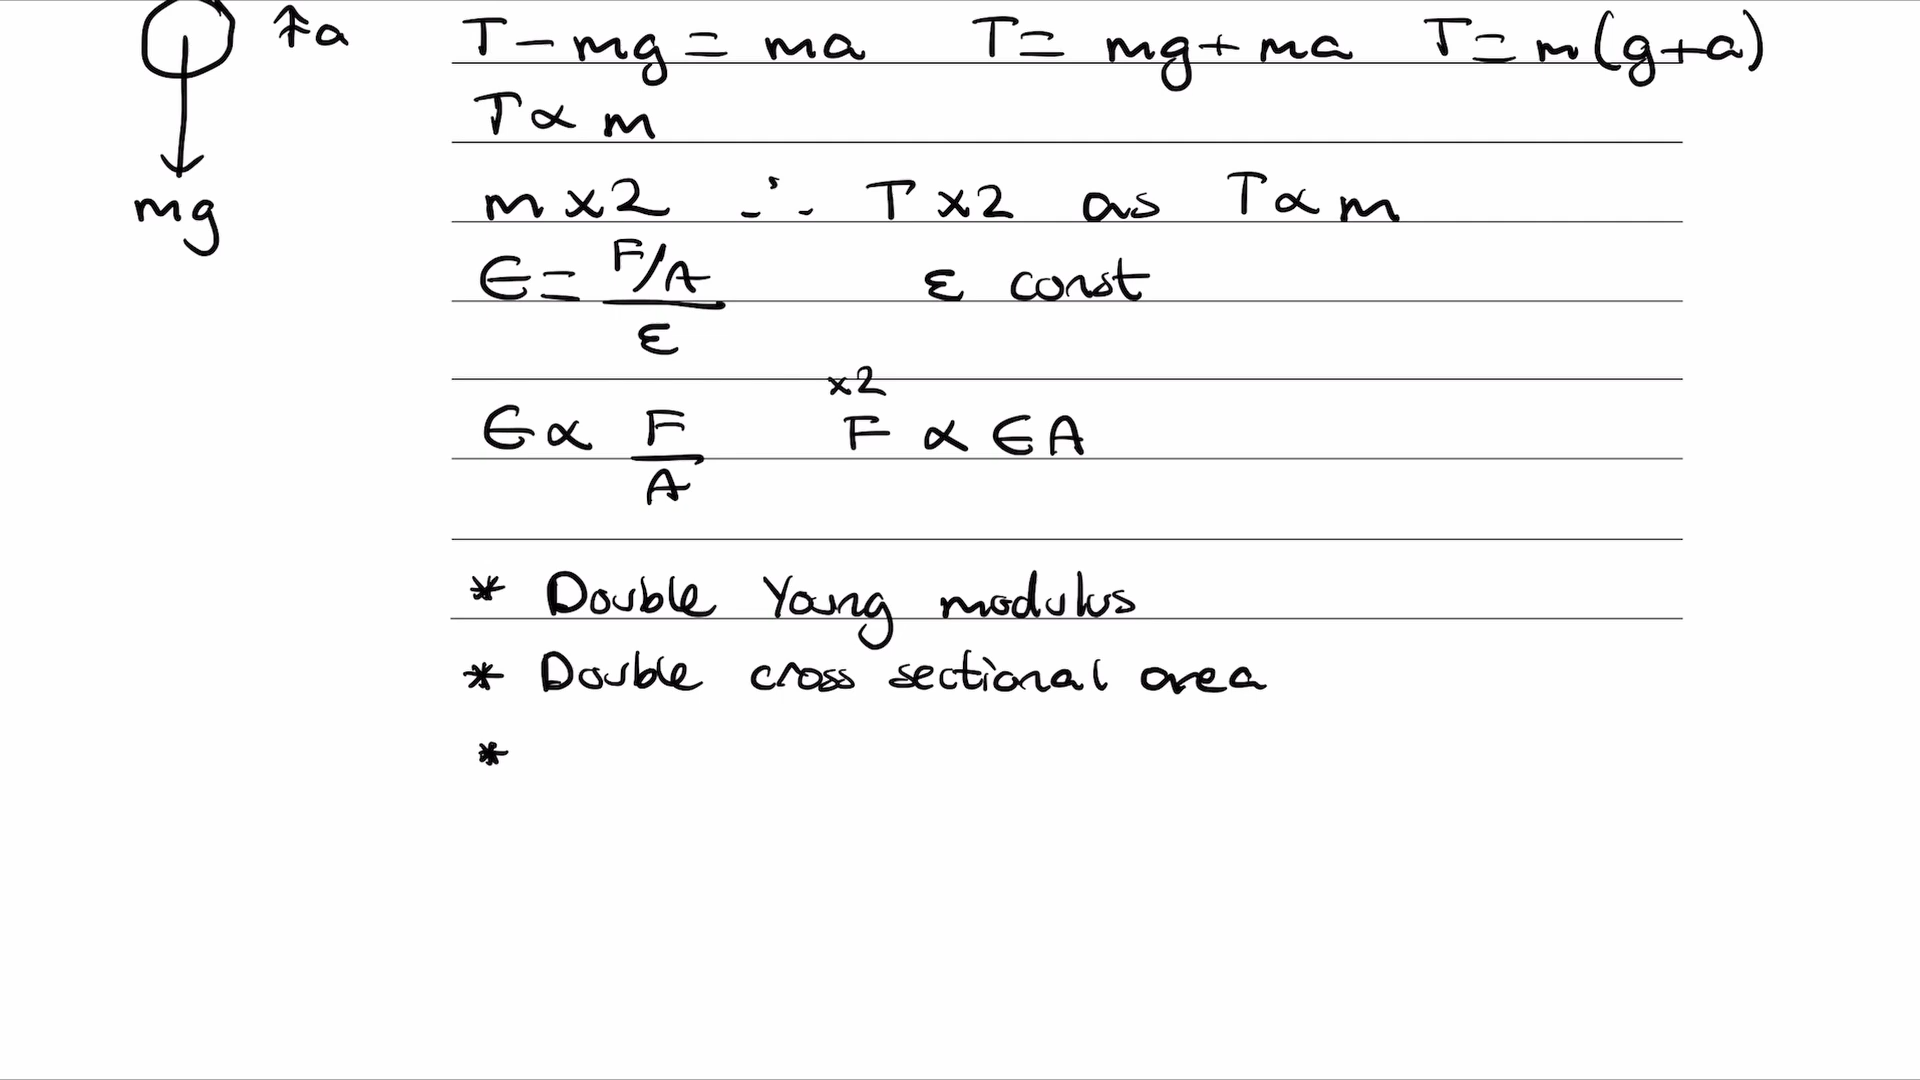 ↑a T - mg = ma T = mg + ma T = m(g+a)
T ∝ m
mg m ×2 ∴ T ×2 as T ∝ m
E = F/A / ε ε const
×2
E ∝ F / A F ∝ EA
* Double Young modulus
* Double cross sectional area
*